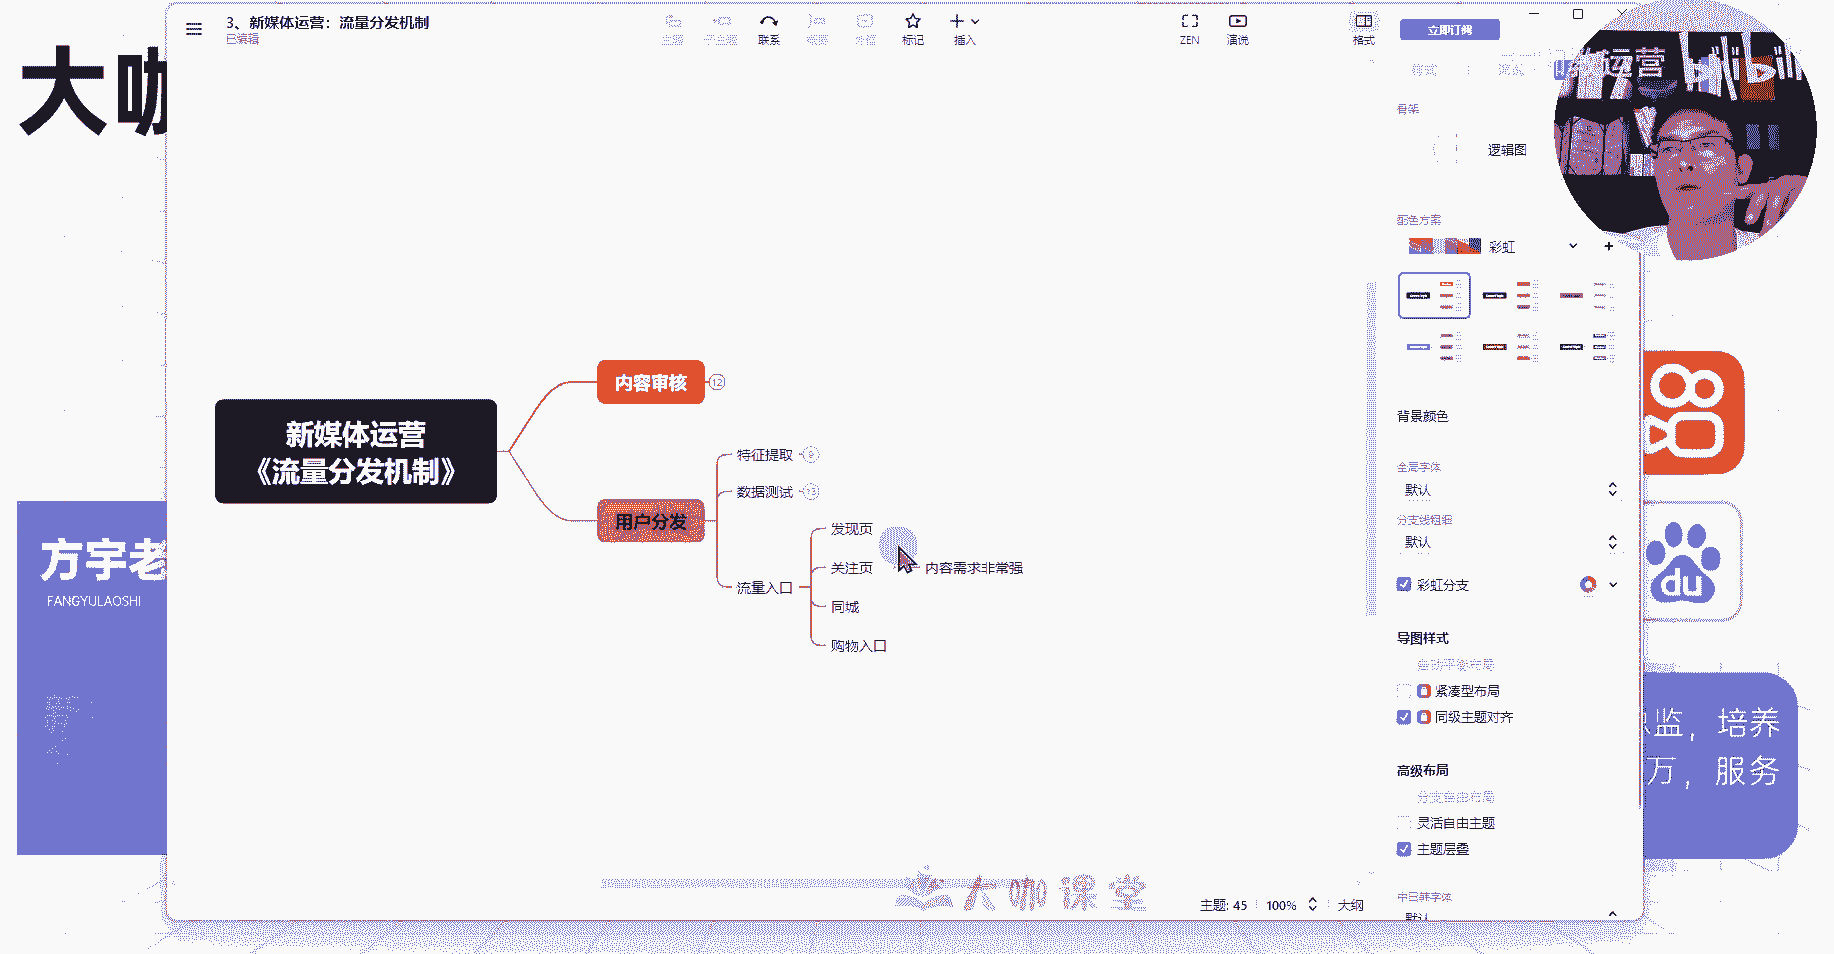 大咖
3、新媒体运营：流量分发机制
已编辑
主题
子主题
联系
概要
外框
标记
插入
ZEN
演说
格式
立即订阅
运营
bilibili
骨架
逻辑图
配色方案
彩虹
背景颜色
全局字体
默认
分支线粗细
默认
彩虹分支
导图样式
自动平衡布局
紧凑型布局
同级主题对齐
高级布局
分支自由布局
灵活自由主题
主题层叠
中日韩字体
默认
新媒体运营
《流量分发机制》
内容审核
12
用户分发
特征提取
9
数据测试
13
流量入口
发现页
关注页
内容需求非常强
同城
购物入口
方宇老
FANGYULAOSHI
du
总监，培养
万，服务
大咖课堂
主题: 45
100%
大纲